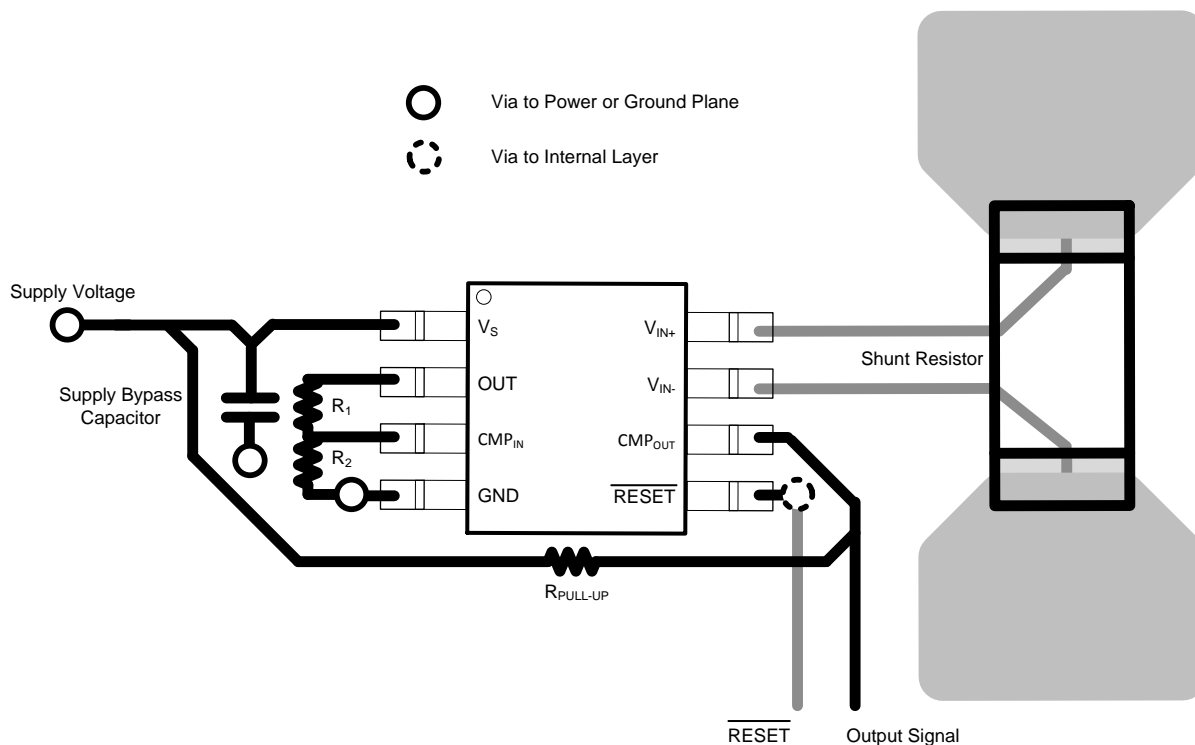 Via to Power or Ground Plane
Via to Internal Layer
Supply Voltage
Supply Bypass
Capacitor
R1
R2
VS
OUT
CMPIN
GND
VIN+
VIN-
CMPOUT
RESET
Shunt Resistor
RPULL-UP
RESET
Output Signal